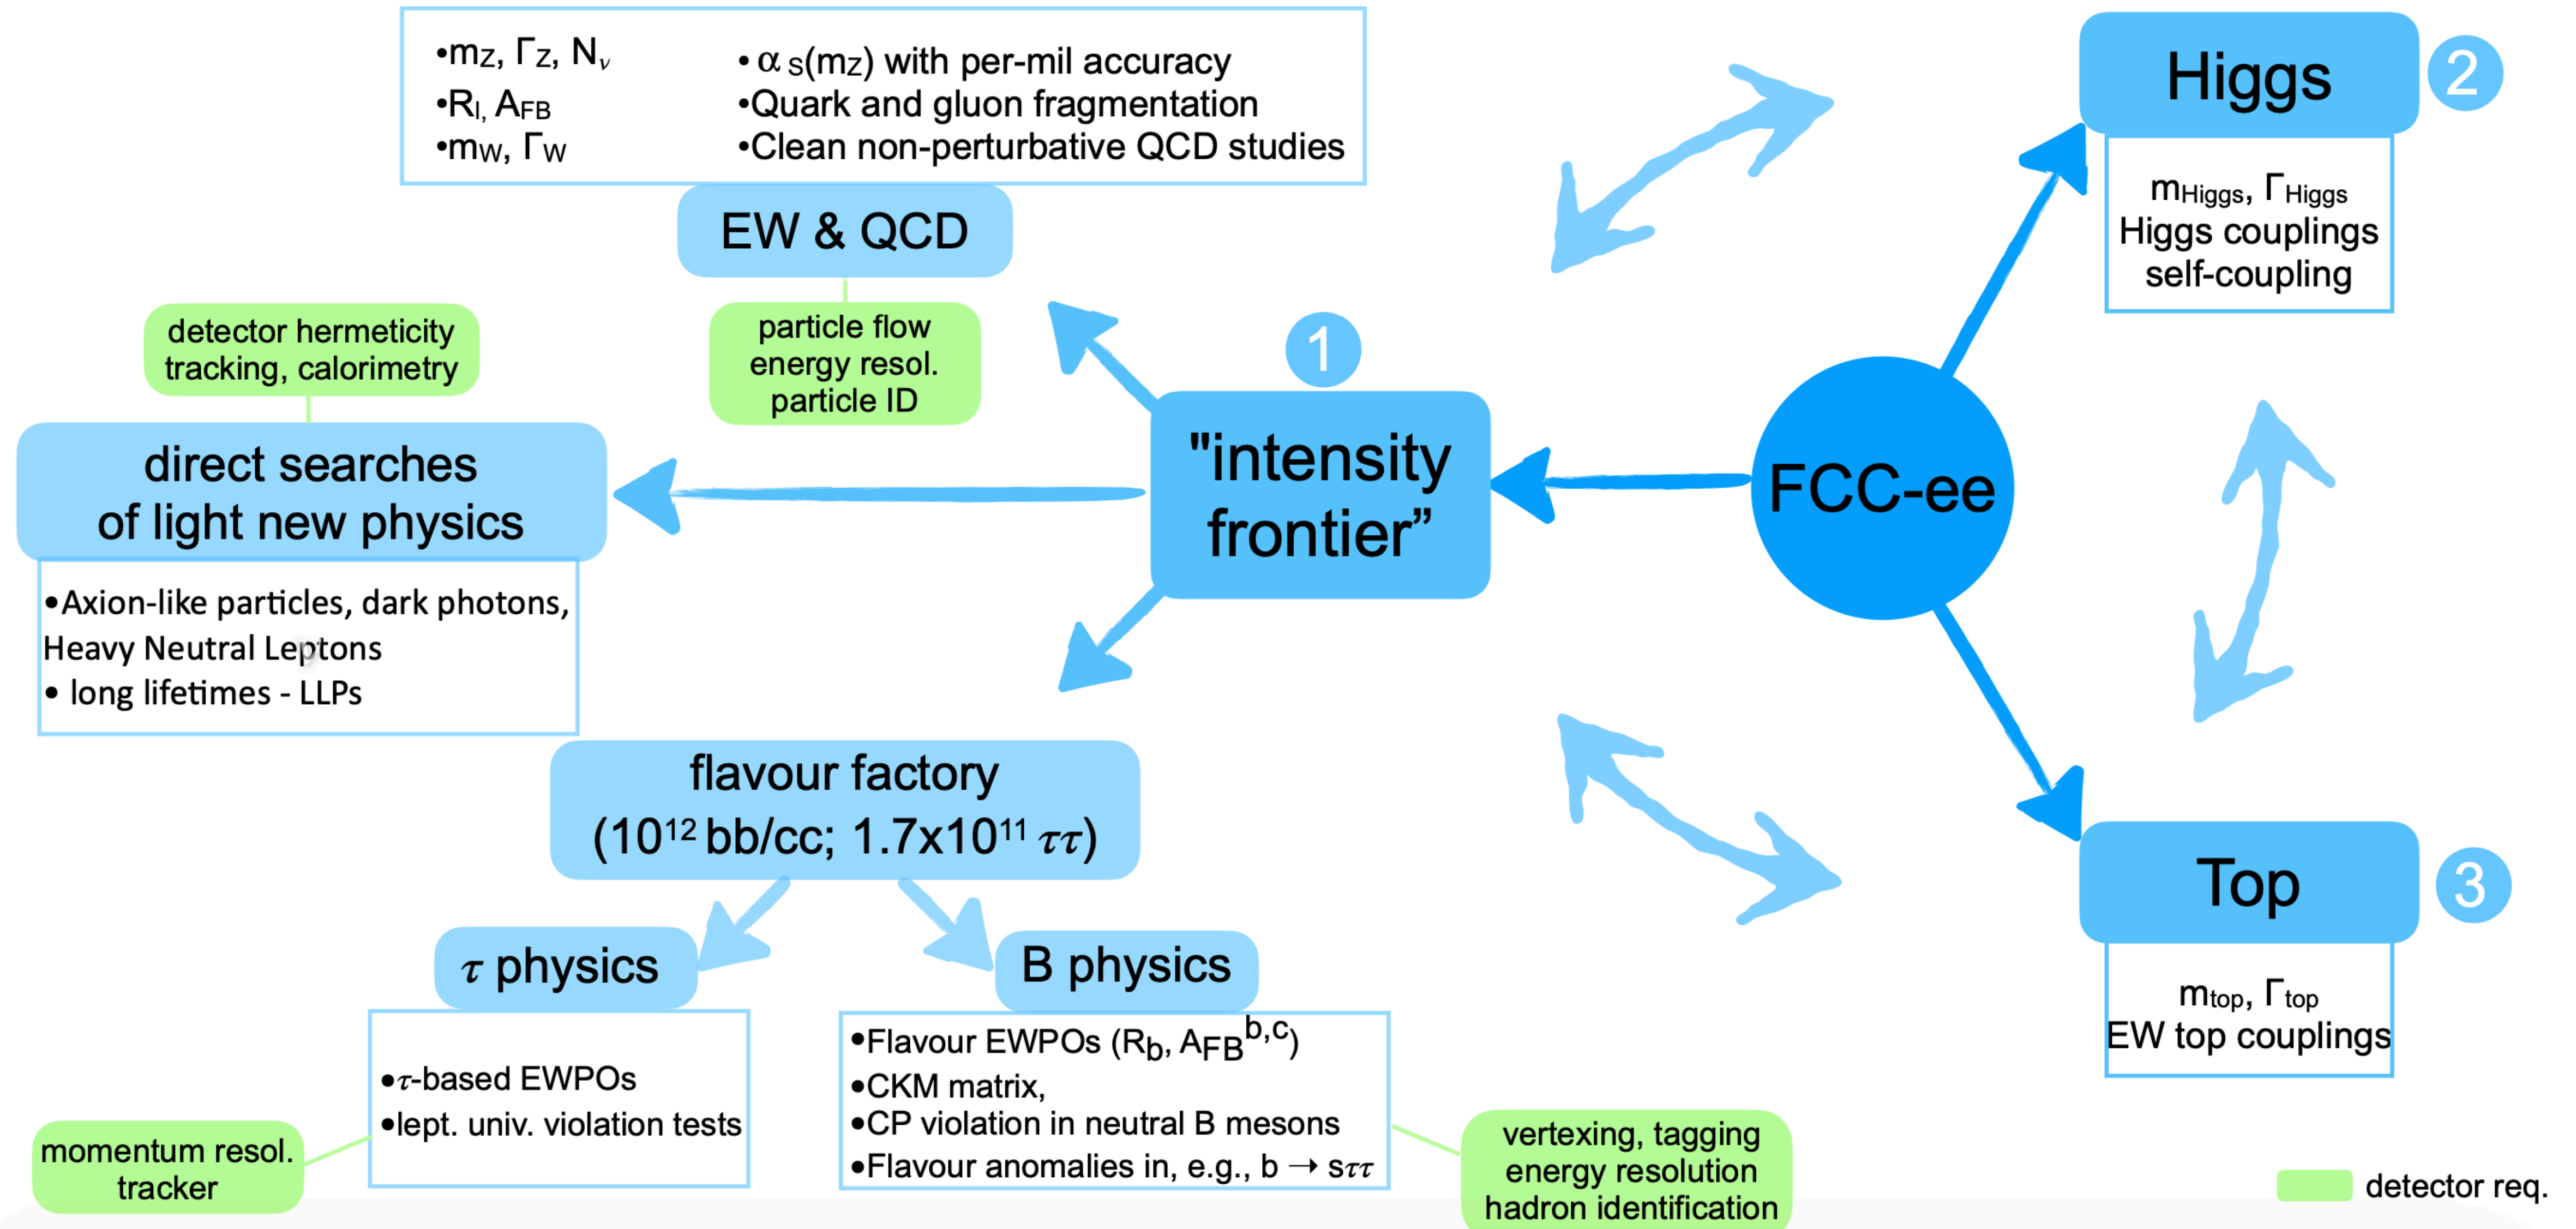 •mZ, ΓZ, Nν
•Rl, AFB
•mW, ΓW
• αS(mZ) with per-mil accuracy
•Quark and gluon fragmentation
•Clean non-perturbative QCD studies
EW & QCD
particle flow
energy resol.
particle ID
detector hermeticity
tracking, calorimetry
direct searches
of light new physics
•Axion-like particles, dark photons,
Heavy Neutral Leptons
• long lifetimes - LLPs
1
"intensity
frontier”
FCC-ee
Higgs
2
mHiggs, ΓHiggs
Higgs couplings
self-coupling
Top
3
mtop, Γtop
EW top couplings
flavour factory
(10¹² bb/cc; 1.7x10¹¹ ττ)
τ physics
•τ-based EWPOs
•lept. univ. violation tests
momentum resol.
tracker
B physics
•Flavour EWPOs (Rb, AFB^b,c)
•CKM matrix,
•CP violation in neutral B mesons
•Flavour anomalies in, e.g., b → sττ
vertexing, tagging
energy resolution
hadron identification
detector req.